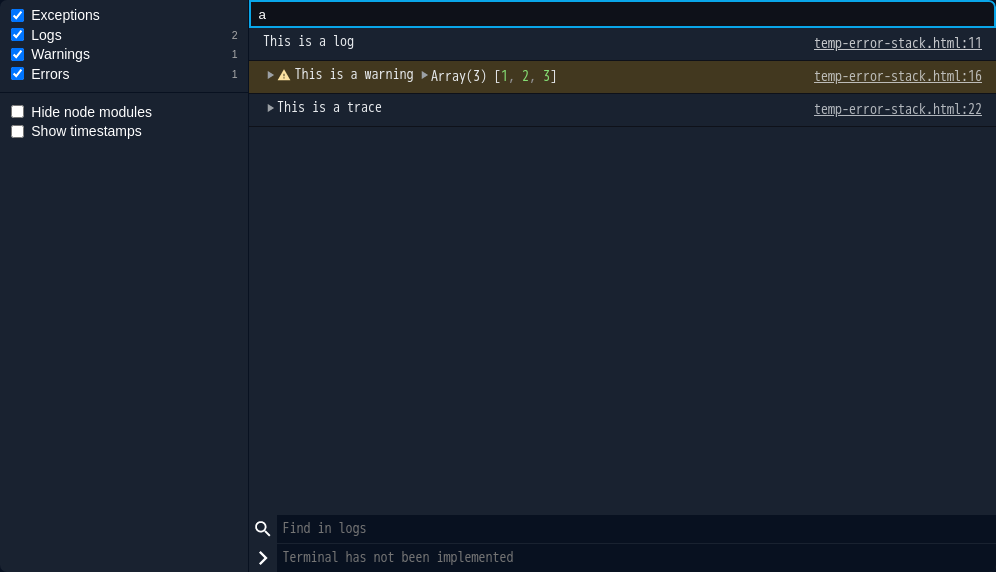 Exceptions
Logs 2
Warnings 1
Errors 1
Hide node modules
Show timestamps
a
This is a log temp-error-stack.html:11
This is a warning Array(3) [1, 2, 3] temp-error-stack.html:16
This is a trace temp-error-stack.html:22
Find in logs
Terminal has not been implemented